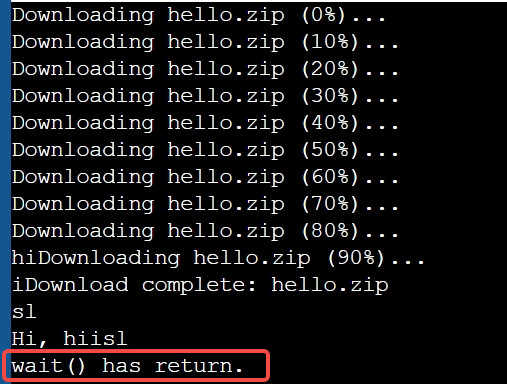 Downloading hello.zip (0%)...
Downloading hello.zip (10%)...
Downloading hello.zip (20%)...
Downloading hello.zip (30%)...
Downloading hello.zip (40%)...
Downloading hello.zip (50%)...
Downloading hello.zip (60%)...
Downloading hello.zip (70%)...
Downloading hello.zip (80%)...
hiDownloading hello.zip (90%)...
iDownload complete: hello.zip
sl
Hi, hiisl
wait() has return.